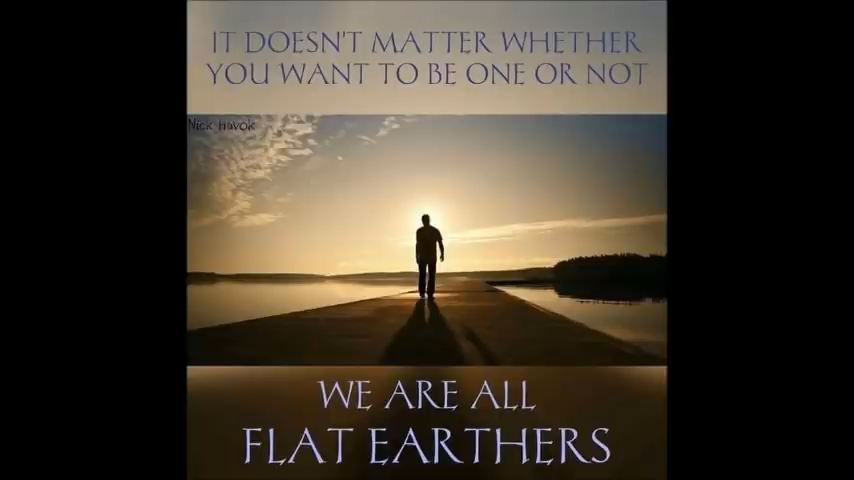 IT DOESN'T MATTER WHETHER
YOU WANT TO BE ONE OR NOT
Nick Havok
WE ARE ALL
FLAT EARTHERS